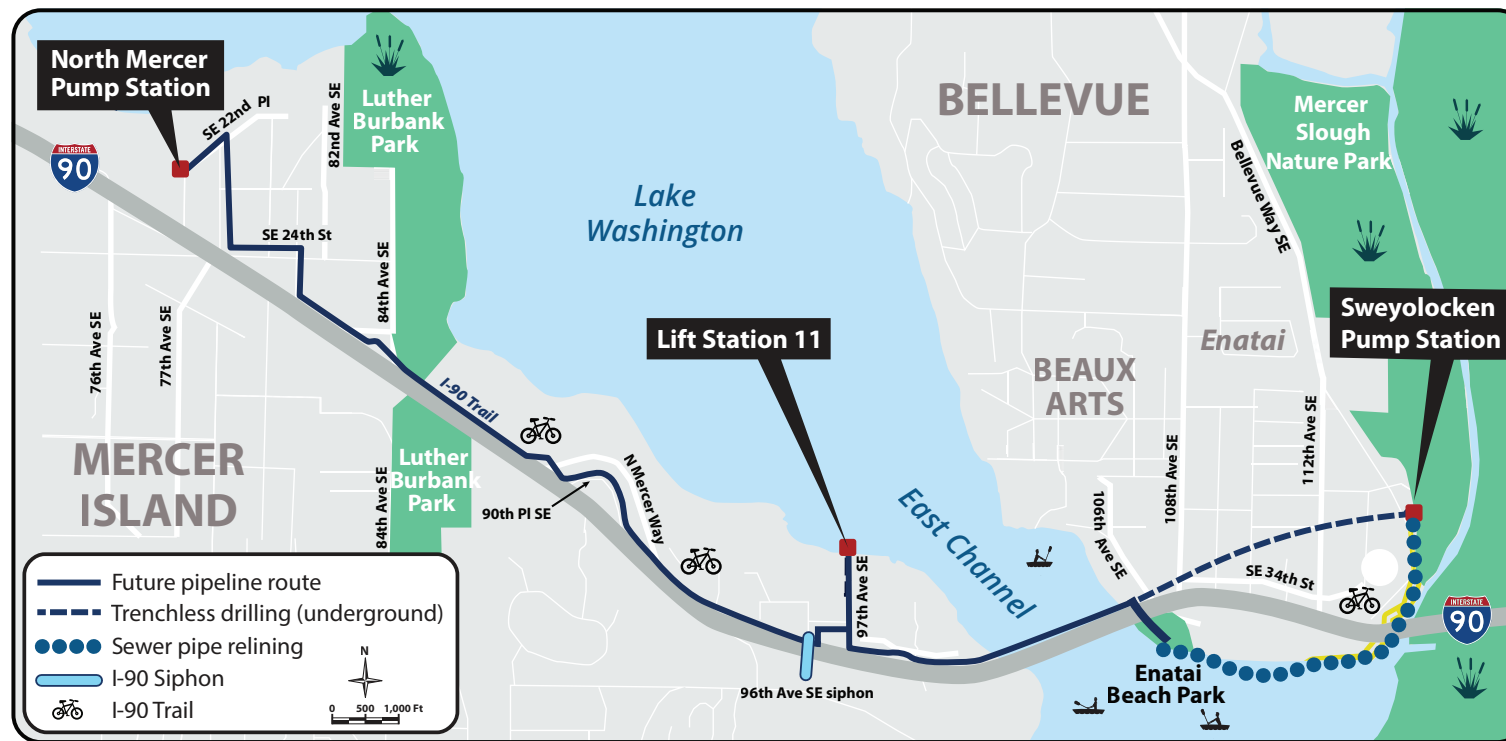 North Mercer
Pump Station
INTERSTATE
90
SE 22nd Pl
82nd Ave SE
Luther
Burbank
Park
SE 24th St
84th Ave SE
76th Ave SE
77th Ave SE
MERCER
ISLAND
Luther
Burbank
Park
84th Ave SE
I-90 Trail
90th Pl SE
N Mercer Way
Lake
Washington
Lift Station 11
97th Ave SE
96th Ave SE siphon
East Channel
BELLEVUE
Bellevue Way SE
Mercer
Slough
Nature Park
Sweyolocken
Pump Station
Enatai
BEAUX
ARTS
106th Ave SE
108th Ave SE
112th Ave SE
SE 34th St
INTERSTATE
90
Enatai
Beach Park
Future pipeline route
Trenchless drilling (underground)
Sewer pipe relining
I-90 Siphon
I-90 Trail
N
0 500 1,000 Ft